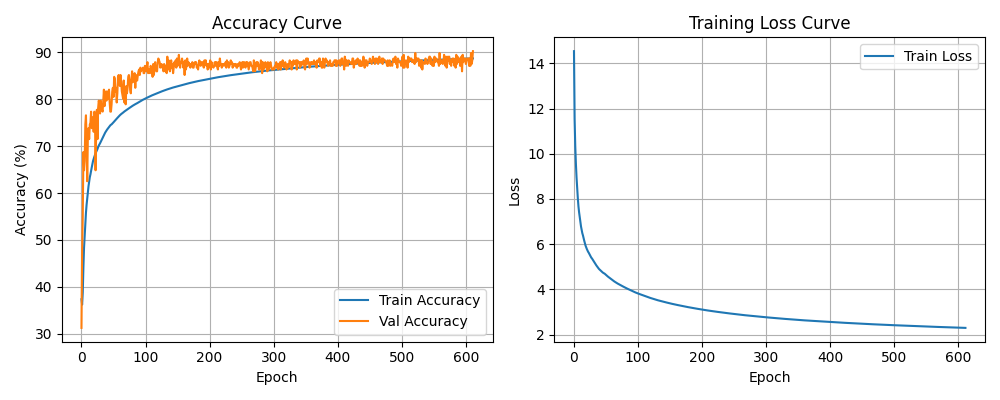 Accuracy Curve
Accuracy (%)
90
80
70
60
50
40
30
0 100 200 300 400 500 600
Epoch
Train Accuracy
Val Accuracy
Training Loss Curve
Loss
14
12
10
8
6
4
2
0 100 200 300 400 500 600
Epoch
Train Loss